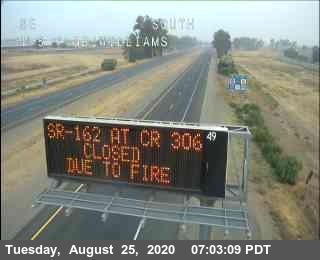 SOUTH
WILLIAMS
SR-162 AT CR 306
CLOSED
DUE TO FIRE
49
Tuesday, August 25, 2020 07:03:09 PDT